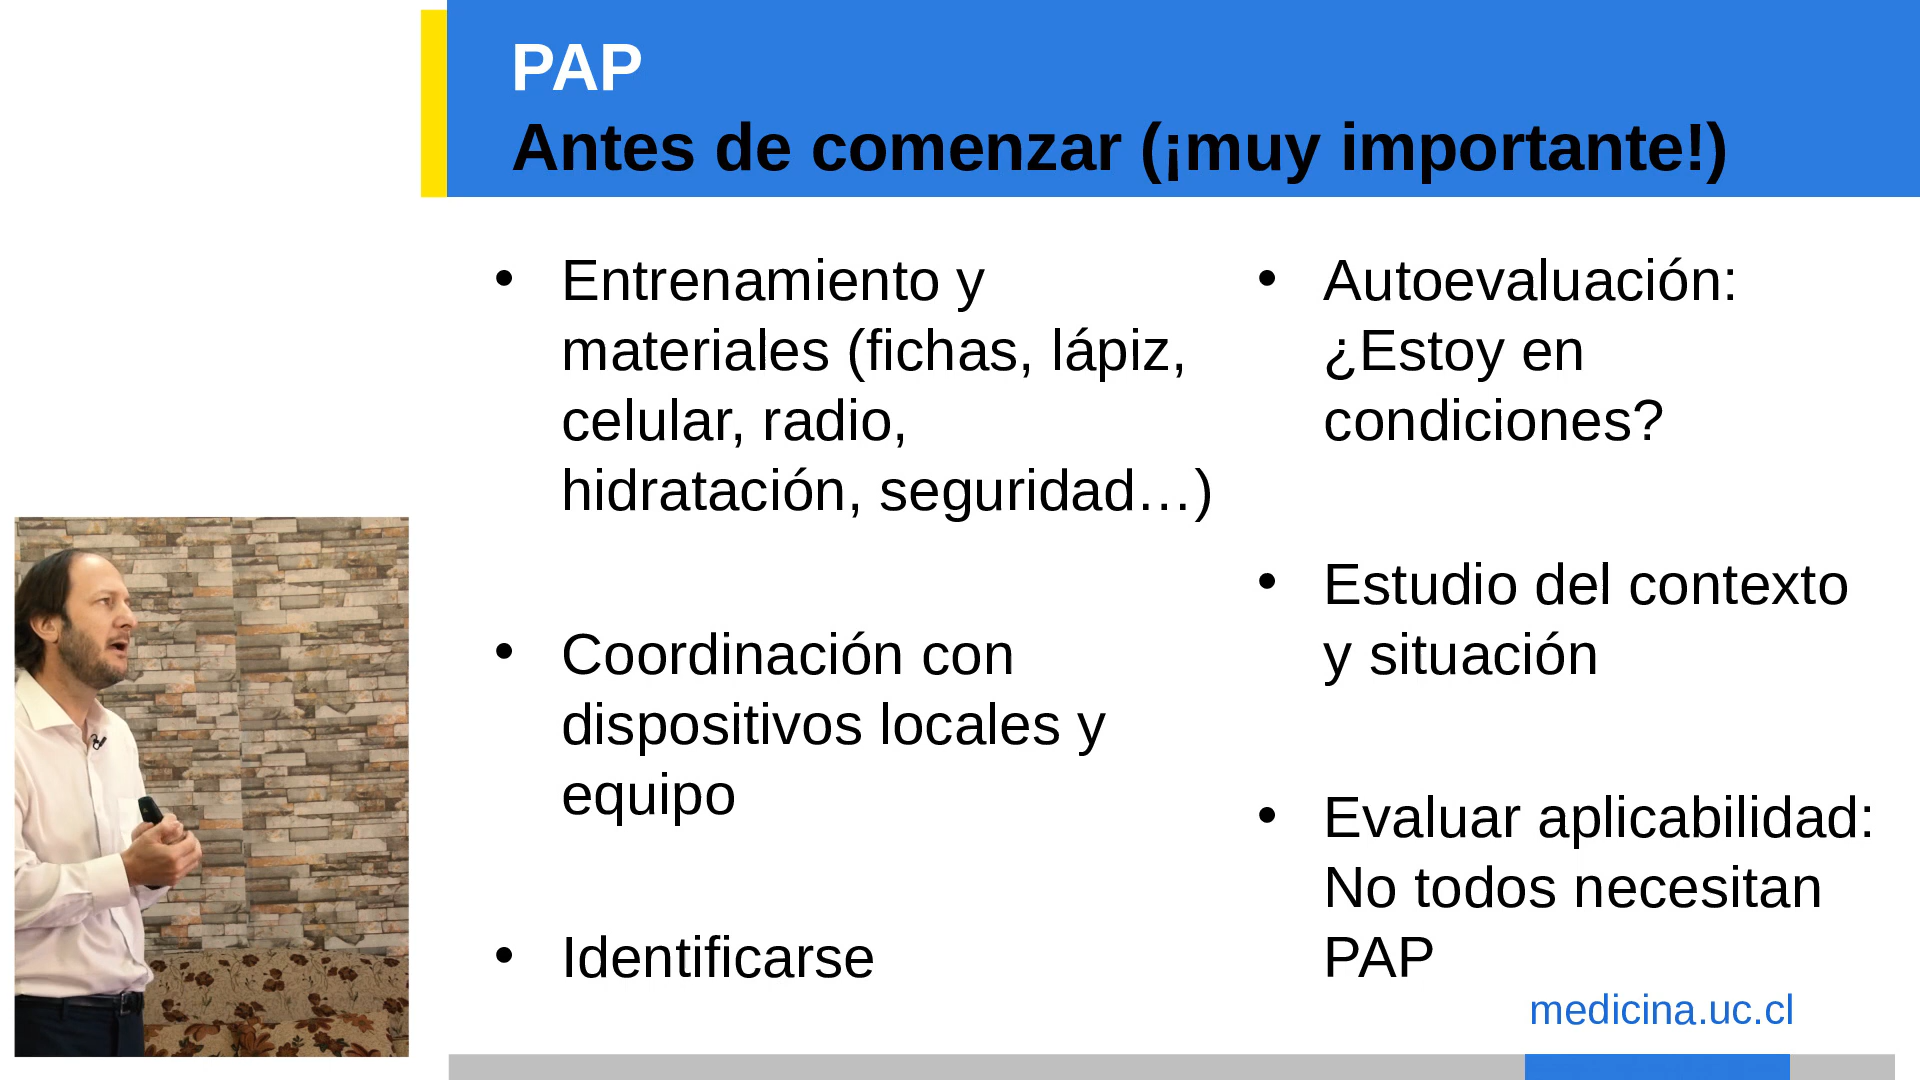 PAP
Antes de comenzar (¡muy importante!)
• Entrenamiento y
materiales (fichas, lápiz,
celular, radio,
hidratación, seguridad…)
• Coordinación con
dispositivos locales y
equipo
• Identificarse
• Autoevaluación:
¿Estoy en
condiciones?
• Estudio del contexto
y situación
• Evaluar aplicabilidad:
No todos necesitan
PAP
medicina.uc.cl